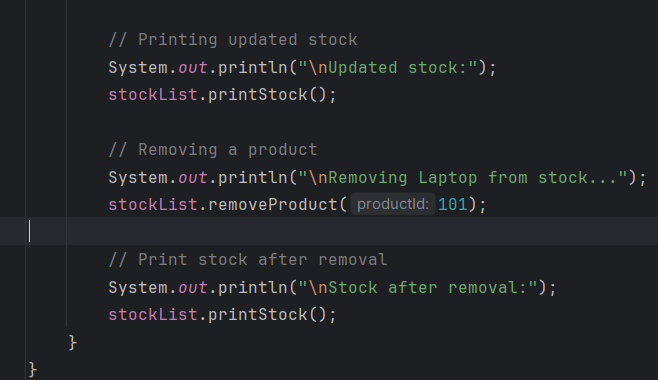 // Printing updated stock
System.out.println("\nUpdated stock:");
stockList.printStock();
// Removing a product
System.out.println("\nRemoving Laptop from stock...");
stockList.removeProduct( productId: 101);
// Print stock after removal
System.out.println("\nStock after removal:");
stockList.printStock();
}
}